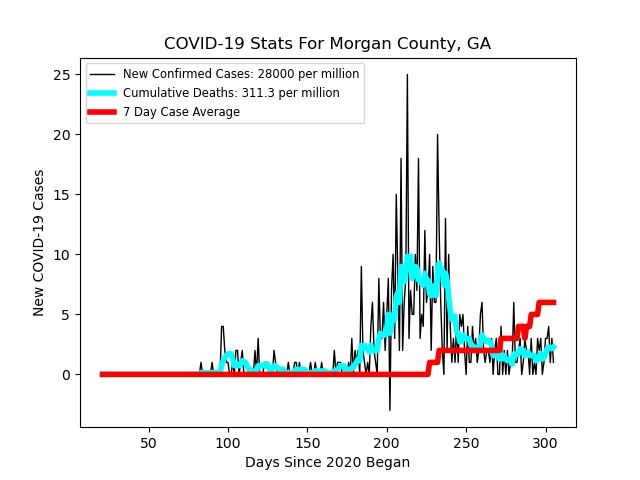 COVID-19 Stats For Morgan County, GA
New Confirmed Cases: 28000 per million
Cumulative Deaths: 311.3 per million
7 Day Case Average
25
20
15
10
5
0
New COVID-19 Cases
50 100 150 200 250 300
Days Since 2020 Began